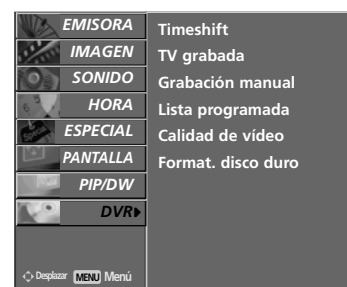 EMISORA
IMAGEN
SONIDO
HORA
ESPECIAL
PANTALLA
PIP/DW
DVR
Desplazar MENU Menú
Timeshift
TV grabada
Grabación manual
Lista programada
Calidad de vídeo
Format. disco duro